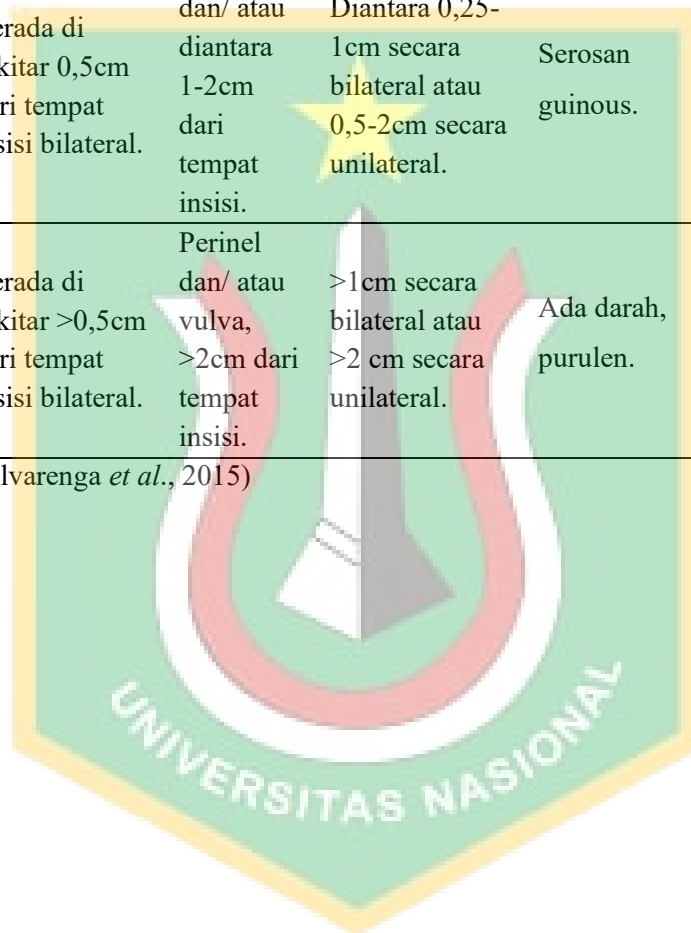 erada di
kitar 0,5cm
ri tempat
sisi bilateral.
dan/ atau
diantara
1-2cm
dari
tempat
insisi.
Diantara 0,25-
1cm secara
bilateral atau
0,5-2cm secara
unilateral.
Serosan
guinous.
erada di
kitar >0,5cm
ri tempat
sisi bilateral.
Perinel
dan/ atau
vulva,
>2cm dari
tempat
insisi.
>1cm secara
bilateral atau
>2 cm secara
unilateral.
Ada darah,
purulen.
lvarenga et al., 2015)
UNIVERSITAS NASIONAL